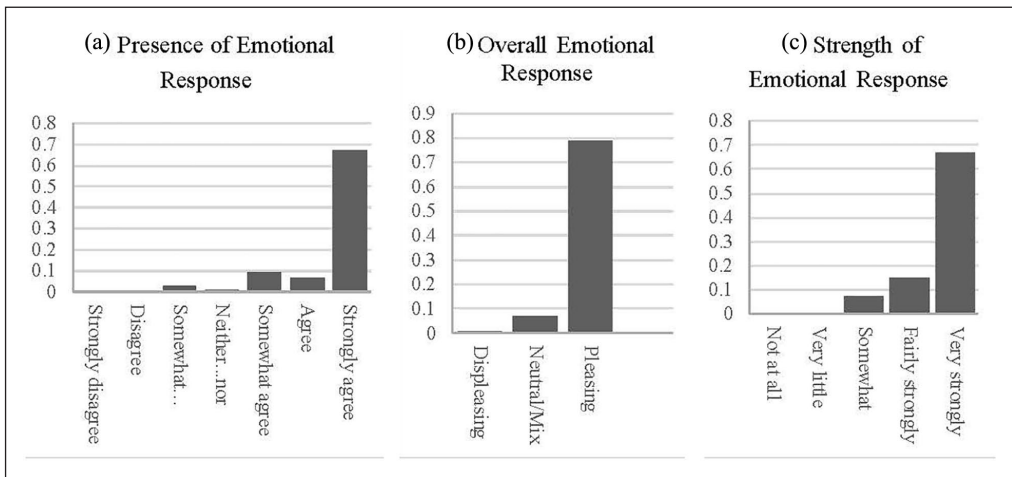 (a) Presence of Emotional
Response
0.8
0.7
0.6
0.5
0.4
0.3
0.2
0.1
0
Strongly disagree
Disagree
Somewhat…
Neither...nor
Somewhat agree
Agree
Strongly agree
(b) Overall Emotional
Response
0.9
0.8
0.7
0.6
0.5
0.4
0.3
0.2
0.1
0
Displeasing
Neutral/Mix
Pleasing
(c) Strength of
Emotional Response
0.8
0.7
0.6
0.5
0.4
0.3
0.2
0.1
0
Not at all
Very little
Somewhat
Fairly strongly
Very strongly